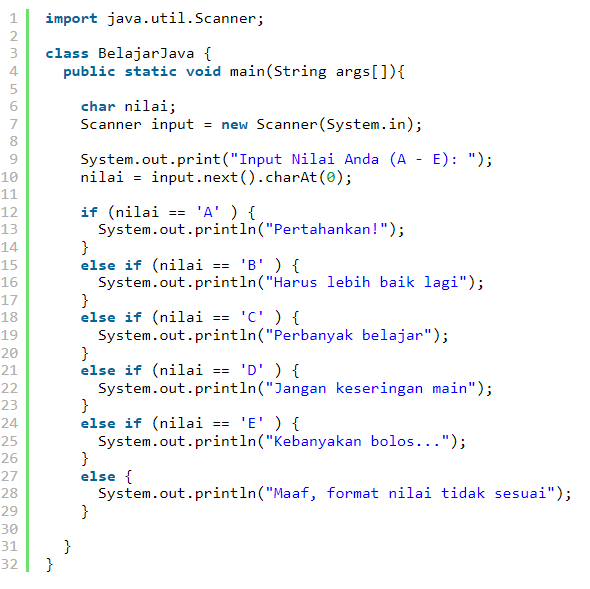 1 import java.util.Scanner;
2
3 class BelajarJava {
4   public static void main(String args[]){
5
6     char nilai;
7     Scanner input = new Scanner(System.in);
8
9     System.out.print("Input Nilai Anda (A - E): ");
10     nilai = input.next().charAt(0);
11
12     if (nilai == 'A' ) {
13       System.out.println("Pertahankan!");
14     }
15     else if (nilai == 'B' ) {
16       System.out.println("Harus lebih baik lagi");
17     }
18     else if (nilai == 'C' ) {
19       System.out.println("Perbanyak belajar");
20     }
21     else if (nilai == 'D' ) {
22       System.out.println("Jangan keseringan main");
23     }
24     else if (nilai == 'E' ) {
25       System.out.println("Kebanyakan bolos...");
26     }
27     else {
28       System.out.println("Maaf, format nilai tidak sesuai");
29     }
30
31   }
32 }